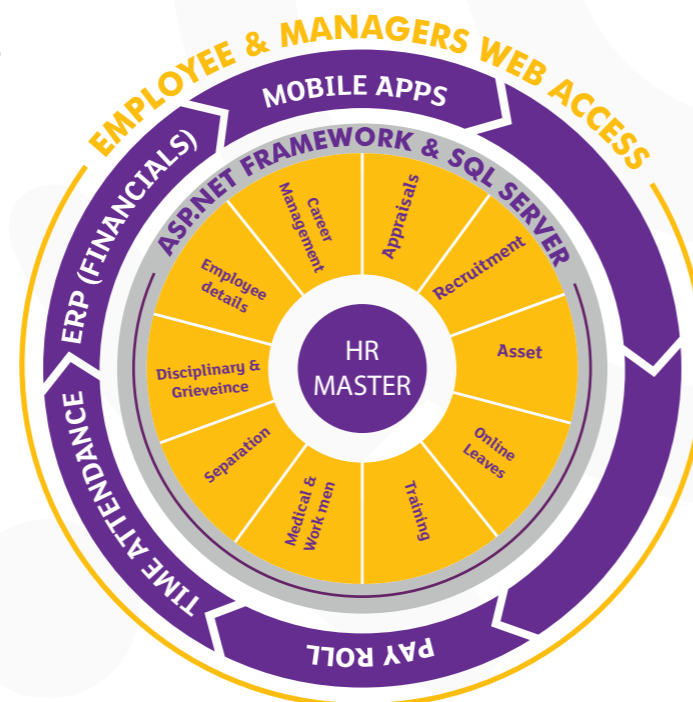 EMPLOYEE & MANAGERS WEB ACCESS
MOBILE APPS
ERP (FINANCIALS)
TIME ATTENDANCE
PAY ROLL
ASP.NET FRAMEWORK & SQL SERVER
Career
Management
Appraisals
Recruitment
Asset
Online
Leaves
Training
Medical &
Work men
Separation
Disciplinary &
Grieveince
Employee
details
HR
MASTER